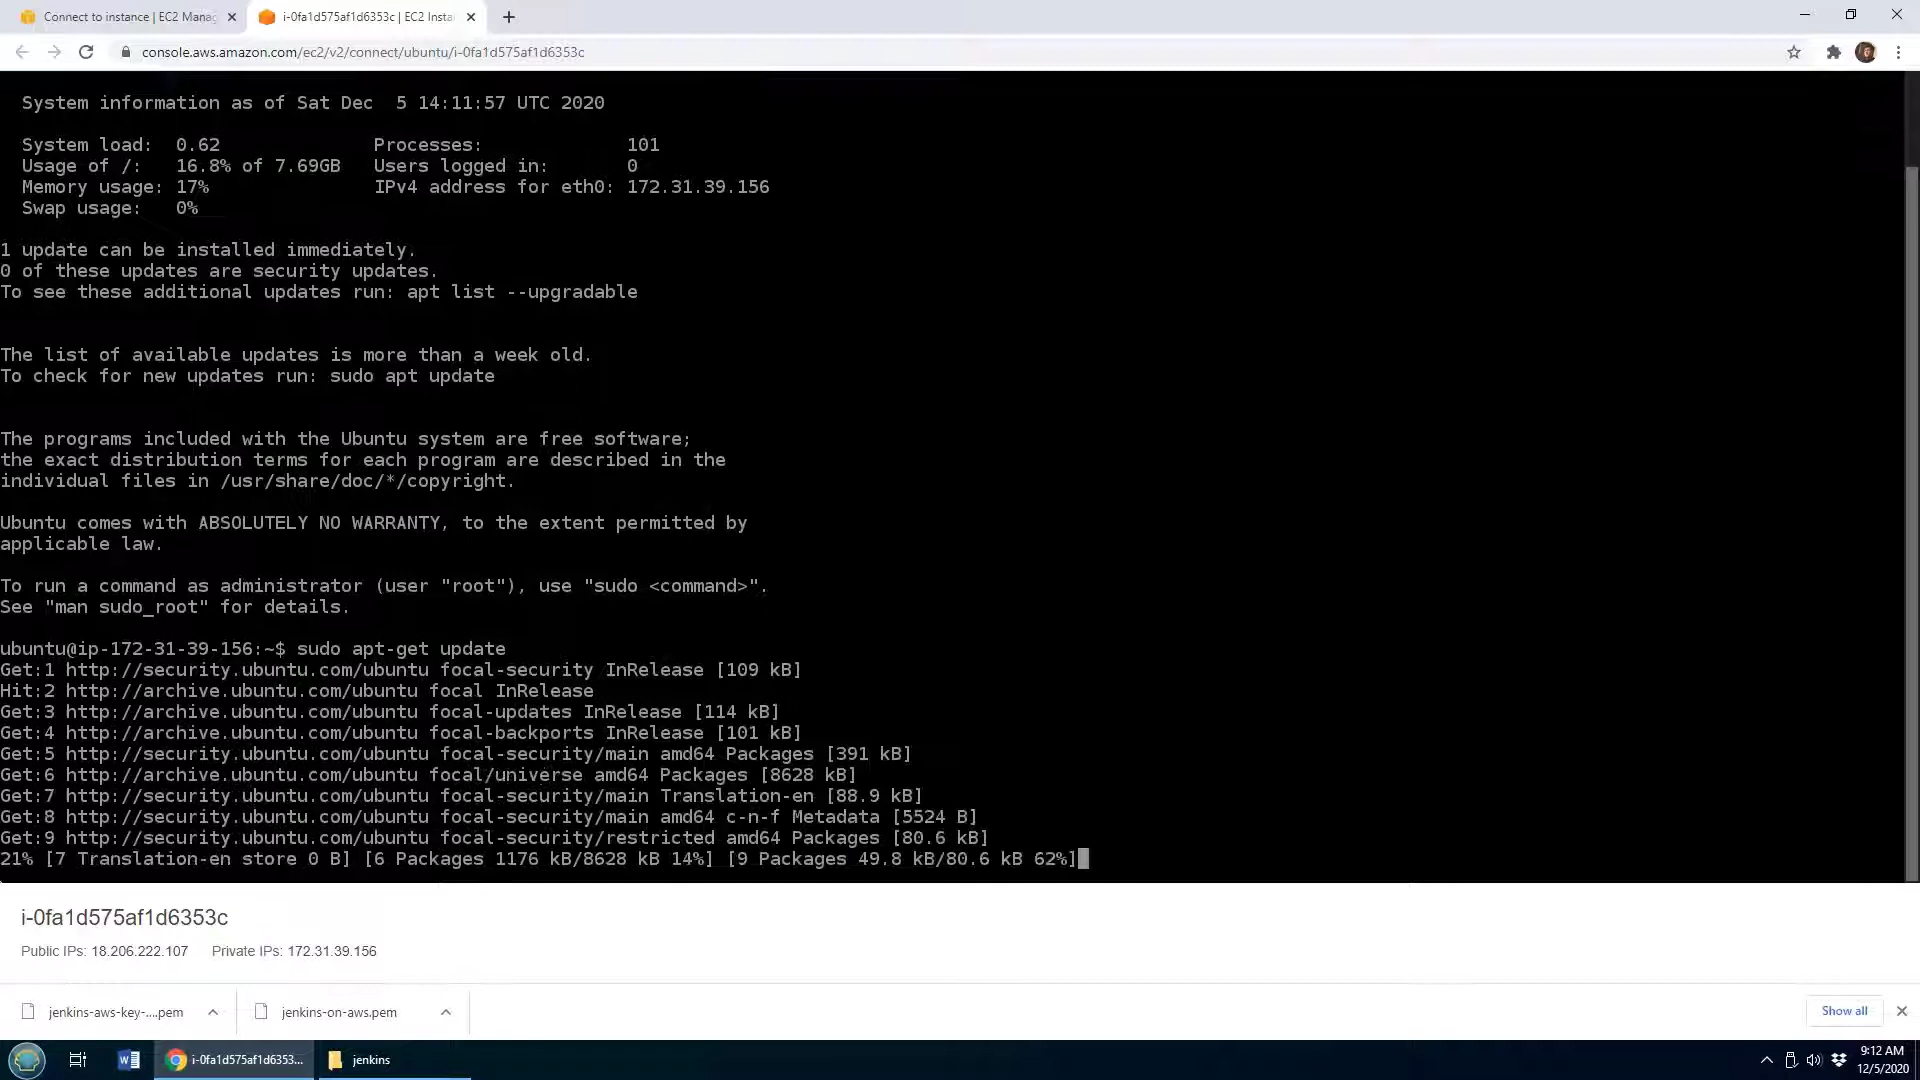 Connect to instance | EC2 Mana
i-0fa1d575af1d6353c | EC2 Insta
console.aws.amazon.com/ec2/v2/connect/ubuntu/i-0fa1d575af1d6353c
System information as of Sat Dec  5 14:11:57 UTC 2020
System load:  0.62              Processes:             101
Usage of /:   16.8% of 7.69GB   Users logged in:       0
Memory usage: 17%               IPv4 address for eth0: 172.31.39.156
Swap usage:   0%
1 update can be installed immediately.
0 of these updates are security updates.
To see these additional updates run: apt list --upgradable
The list of available updates is more than a week old.
To check for new updates run: sudo apt update
The programs included with the Ubuntu system are free software;
the exact distribution terms for each program are described in the
individual files in /usr/share/doc/*/copyright.
Ubuntu comes with ABSOLUTELY NO WARRANTY, to the extent permitted by
applicable law.
To run a command as administrator (user "root"), use "sudo <command>".
See "man sudo_root" for details.
ubuntu@ip-172-31-39-156:~$ sudo apt-get update
Get:1 http://security.ubuntu.com/ubuntu focal-security InRelease [109 kB]
Hit:2 http://archive.ubuntu.com/ubuntu focal InRelease
Get:3 http://archive.ubuntu.com/ubuntu focal-updates InRelease [114 kB]
Get:4 http://archive.ubuntu.com/ubuntu focal-backports InRelease [101 kB]
Get:5 http://security.ubuntu.com/ubuntu focal-security/main amd64 Packages [391 kB]
Get:6 http://archive.ubuntu.com/ubuntu focal/universe amd64 Packages [8628 kB]
Get:7 http://security.ubuntu.com/ubuntu focal-security/main Translation-en [88.9 kB]
Get:8 http://security.ubuntu.com/ubuntu focal-security/main amd64 c-n-f Metadata [5524 B]
Get:9 http://security.ubuntu.com/ubuntu focal-security/restricted amd64 Packages [80.6 kB]
21% [7 Translation-en store 0 B] [6 Packages 1176 kB/8628 kB 14%] [9 Packages 49.8 kB/80.6 kB 62%]
i-0fa1d575af1d6353c
Public IPs: 18.206.222.107   Private IPs: 172.31.39.156
jenkins-aws-key-....pem
jenkins-on-aws.pem
Show all
i-0fa1d575af1d6353...
jenkins
9:12 AM
12/5/2020